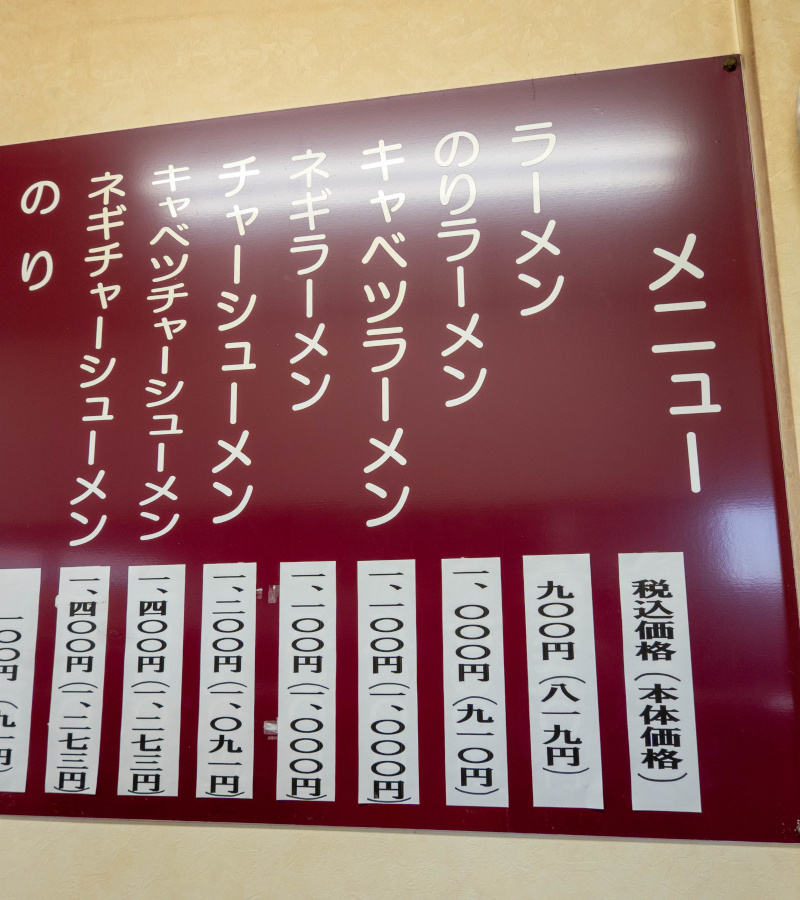 メニュー
税込価格（本体価格）
ラーメン
九〇〇円（八一九円）
のりラーメン
一、〇〇〇円（九一〇円）
キャベツラーメン
一、一〇〇円（一、〇〇〇円）
ネギラーメン
一、一〇〇円（一、〇〇〇円）
チャーシューメン
一、二〇〇円（一、〇九一円）
キャベツチャーシューメン
一、四〇〇円（一、二七三円）
ネギチャーシューメン
一、四〇〇円（一、二七三円）
のり
一〇〇円（九一円）